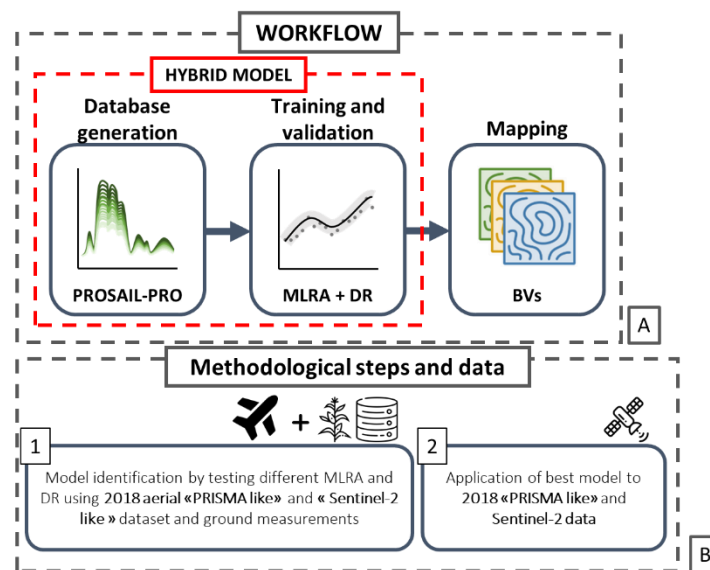 WORKFLOW
HYBRID MODEL
Database
generation
Training and
validation
Mapping
PROSAIL-PRO
MLRA + DR
BVs
A
Methodological steps and data
+
1
Model identification by testing different MLRA and
DR using 2018 aerial «PRISMA like» and « Sentinel-2
like » dataset and ground measurements
2
Application of best model to
2018 «PRISMA like» and
Sentinel-2 data
B